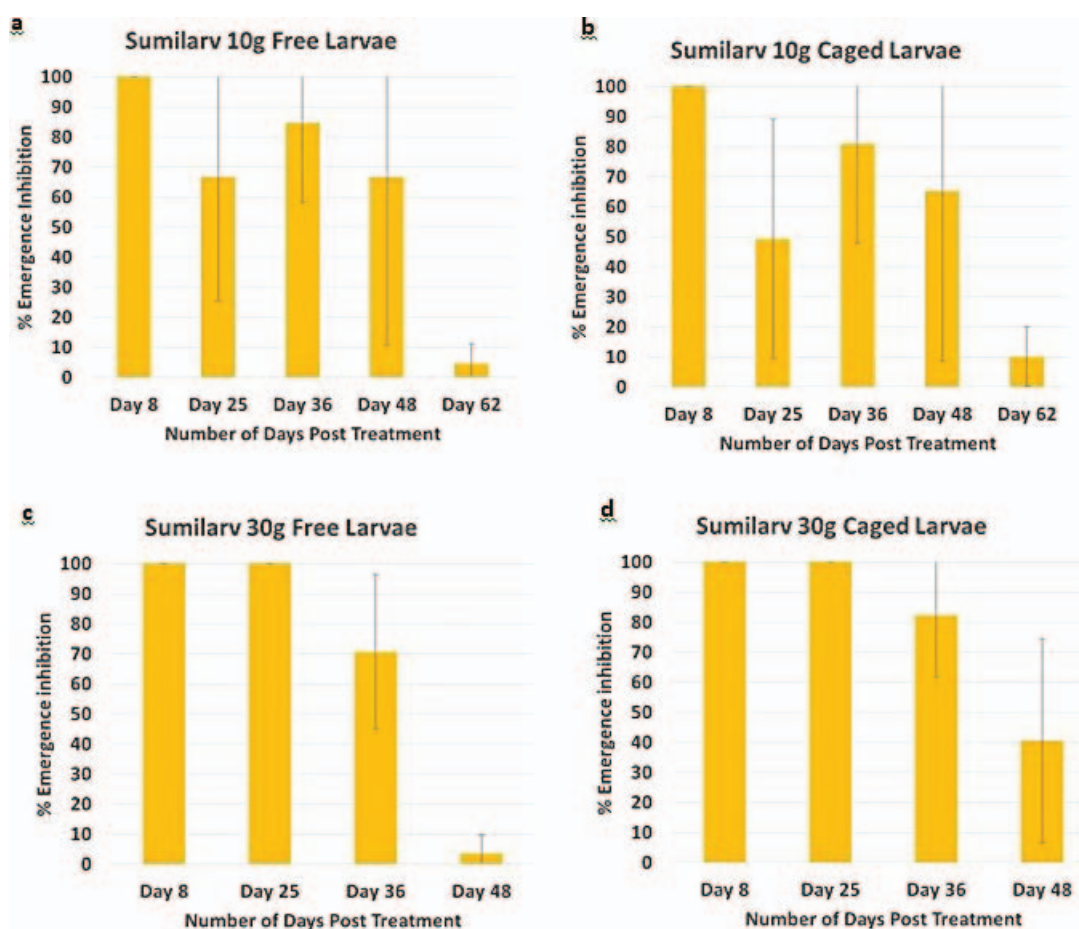 a
Sumilarv 10g Free Larvae
% Emergence Inhibition
100
90
80
70
60
50
40
30
20
10
0
Day 8 Day 25 Day 36 Day 48 Day 62
Number of Days Post Treatment
b
Sumilarv 10g Caged Larvae
% Emergence inhibition
100
90
80
70
60
50
40
30
20
10
0
Day 8 Day 25 Day 36 Day 48 Day 62
Number of Days Post Treatment
c
Sumilarv 30g Free Larvae
% Emergence inhibition
100
90
80
70
60
50
40
30
20
10
0
Day 8 Day 25 Day 36 Day 48
Number of Days Post Treatment
d
Sumilarv 30g Caged Larvae
% Emergence inhibition
100
90
80
70
60
50
40
30
20
10
0
Day 8 Day 25 Day 36 Day 48
Number of Days Post Treatment